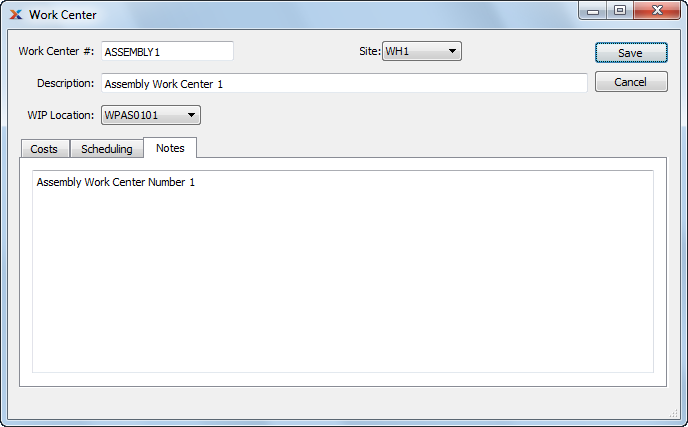 Work Center
Work Center #: ASSEMBLY1 Site: WH1 Save
Description: Assembly Work Center 1 Cancel
WIP Location: WPAS0101
Costs Scheduling Notes
Assembly Work Center Number 1